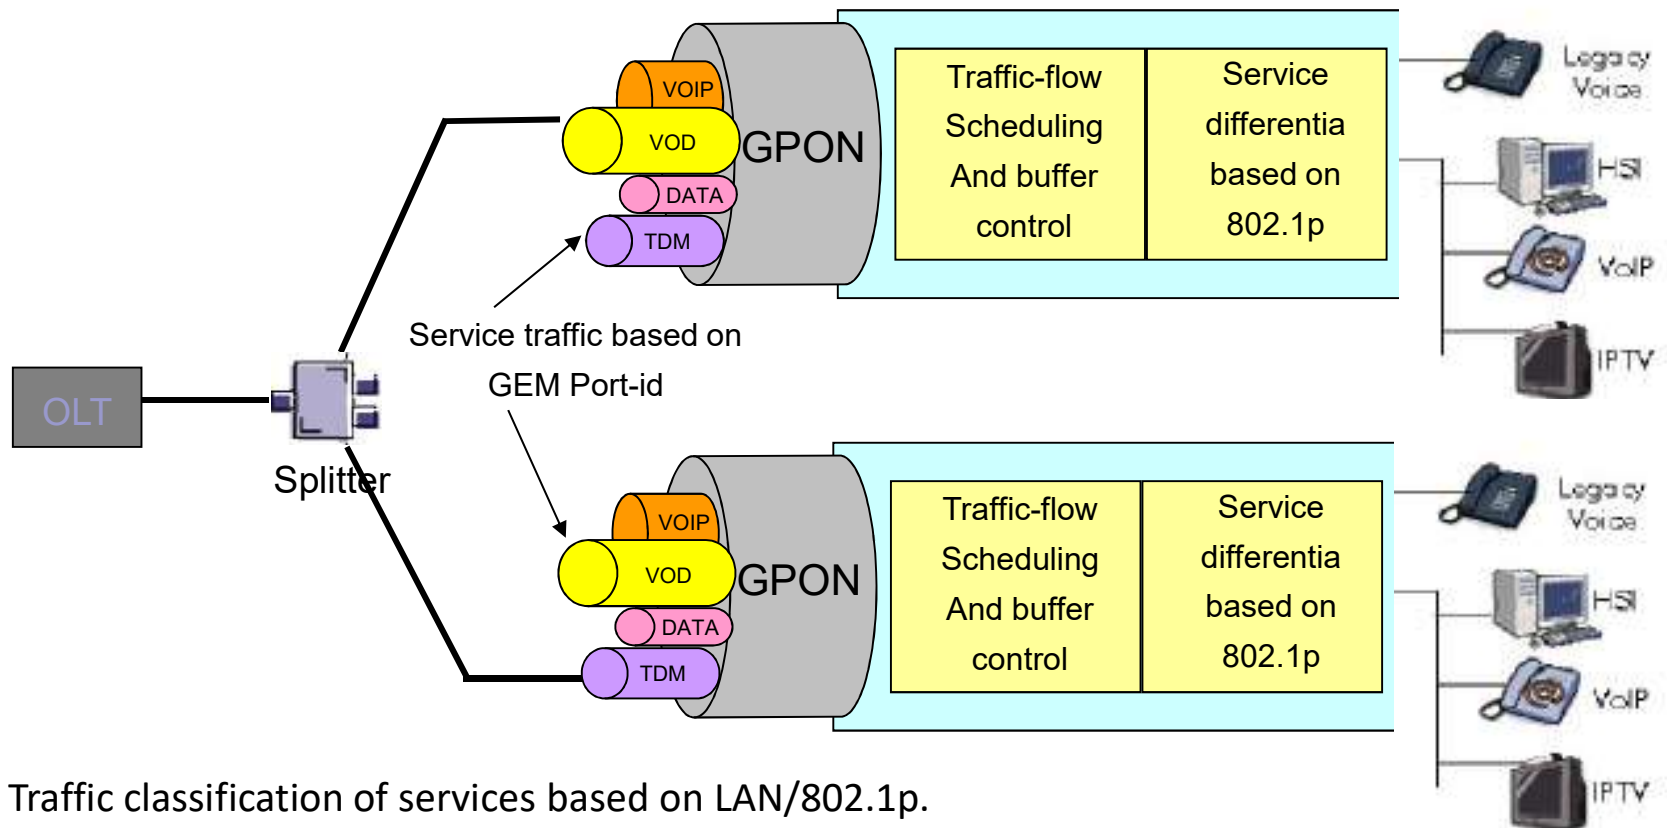 VOIP
VOD
DATA
TDM
GPON
Traffic-flow
Scheduling
And buffer
control
Service
differentia
based on
802.1p
Legacy
Voice
HSI
VoIP
IPTV
Service traffic based on
GEM Port-id
OLT
Splitter
VOIP
VOD
DATA
TDM
GPON
Traffic-flow
Scheduling
And buffer
control
Service
differentia
based on
802.1p
Legacy
Voice
HSI
VoIP
IPTV
Traffic classification of services based on LAN/802.1p.